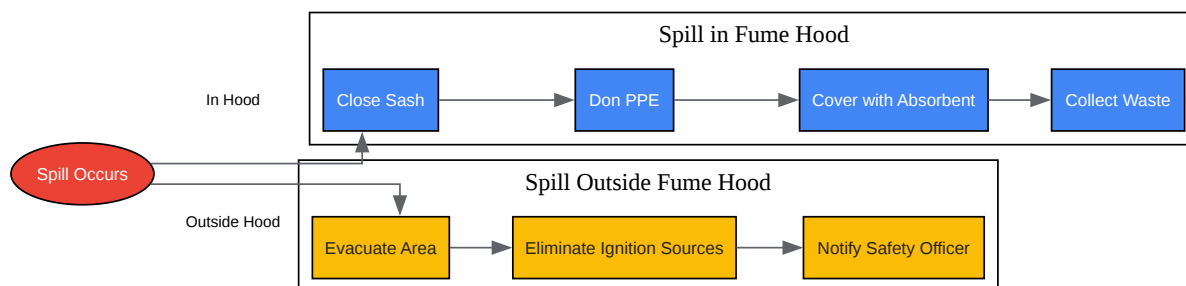 Spill in Fume Hood
In Hood
Close Sash
Don PPE
Cover with Absorbent
Collect Waste
Spill Occurs
Spill Outside Fume Hood
Outside Hood
Evacuate Area
Eliminate Ignition Sources
Notify Safety Officer